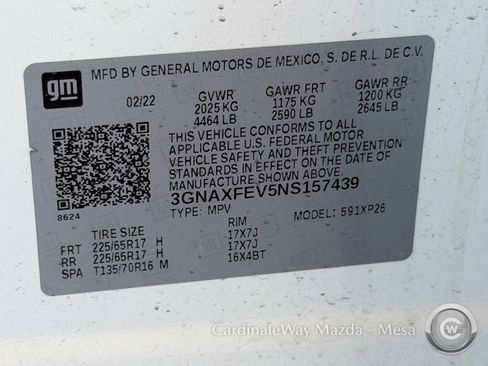 gm
MFD BY GENERAL MOTORS DE MEXICO, S. DE R.L. DE C.V.
02/22 GVWR GAWR FRT GAWR RR
2025 KG 1175 KG 1200 KG
4464 LB 2590 LB 2645 LB
THIS VEHICLE CONFORMS TO ALL
APPLICABLE U.S. FEDERAL MOTOR
VEHICLE SAFETY AND THEFT PREVENTION
STANDARDS IN EFFECT ON THE DATE OF
MANUFACTURE SHOWN ABOVE.
8624
3GNAXFEV5NS157439
TYPE: MPV MODEL: 591XP26
TIRE SIZE RIM
FRT 225/65R17 H 17X7J
RR 225/65R17 H 17X7J
SPA T135/70R16 M 16X4BT
CardinaleWay Mazda - Mesa
CW